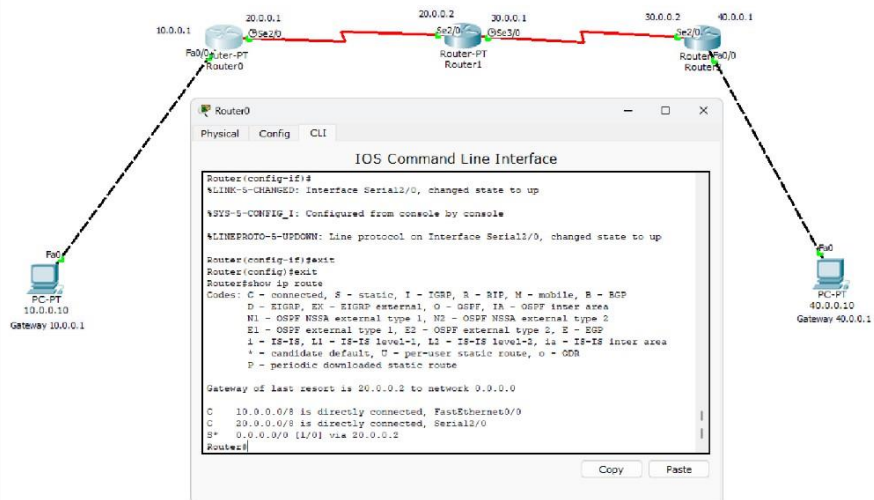 20.0.0.1
20.0.0.2
30.0.0.1
30.0.0.2
40.0.0.1
10.0.0.1
Se2/0
Se2/0
Se3/0
Se2/0
Fa0/0
Router-PT
Router0
Router-PT
Router1
Fa0/0
Router0
Physical Config CLI
IOS Command Line Interface
Router(config-if)#
%LINK-5-CHANGED: Interface Serial2/0, changed state to up
%SYS-5-CONFIG_I: Configured from console by console
%LINEPROTO-5-UPDOWN: Line protocol on Interface Serial2/0, changed state to up
Router(config-if)#exit
Router(config)#exit
Router#show ip route
Codes: C - connected, S - static, I - IGRP, R - RIP, M - mobile, B - BGP
D - EIGRP, EX - EIGRP external, O - OSPF, IA - OSPF inter area
N1 - OSPF NSSA external type 1, N2 - OSPF NSSA external type 2
E1 - OSPF external type 1, E2 - OSPF external type 2, E - EGP
i - IS-IS, L1 - IS-IS level-1, L2 - IS-IS level-2, ia - IS-IS inter area
* - candidate default, U - per-user static route, o - ODR
P - periodic downloaded static route
Gateway of last resort is 20.0.0.2 to network 0.0.0.0
C 10.0.0.0/8 is directly connected, FastEthernet0/0
C 20.0.0.0/8 is directly connected, Serial2/0
S* 0.0.0.0/0 [1/0] via 20.0.0.2
Router#
Copy Paste
Fa0
PC-PT
10.0.0.10
Gateway 10.0.0.1
Fa0
PC-PT
40.0.0.10
Gateway 40.0.0.1